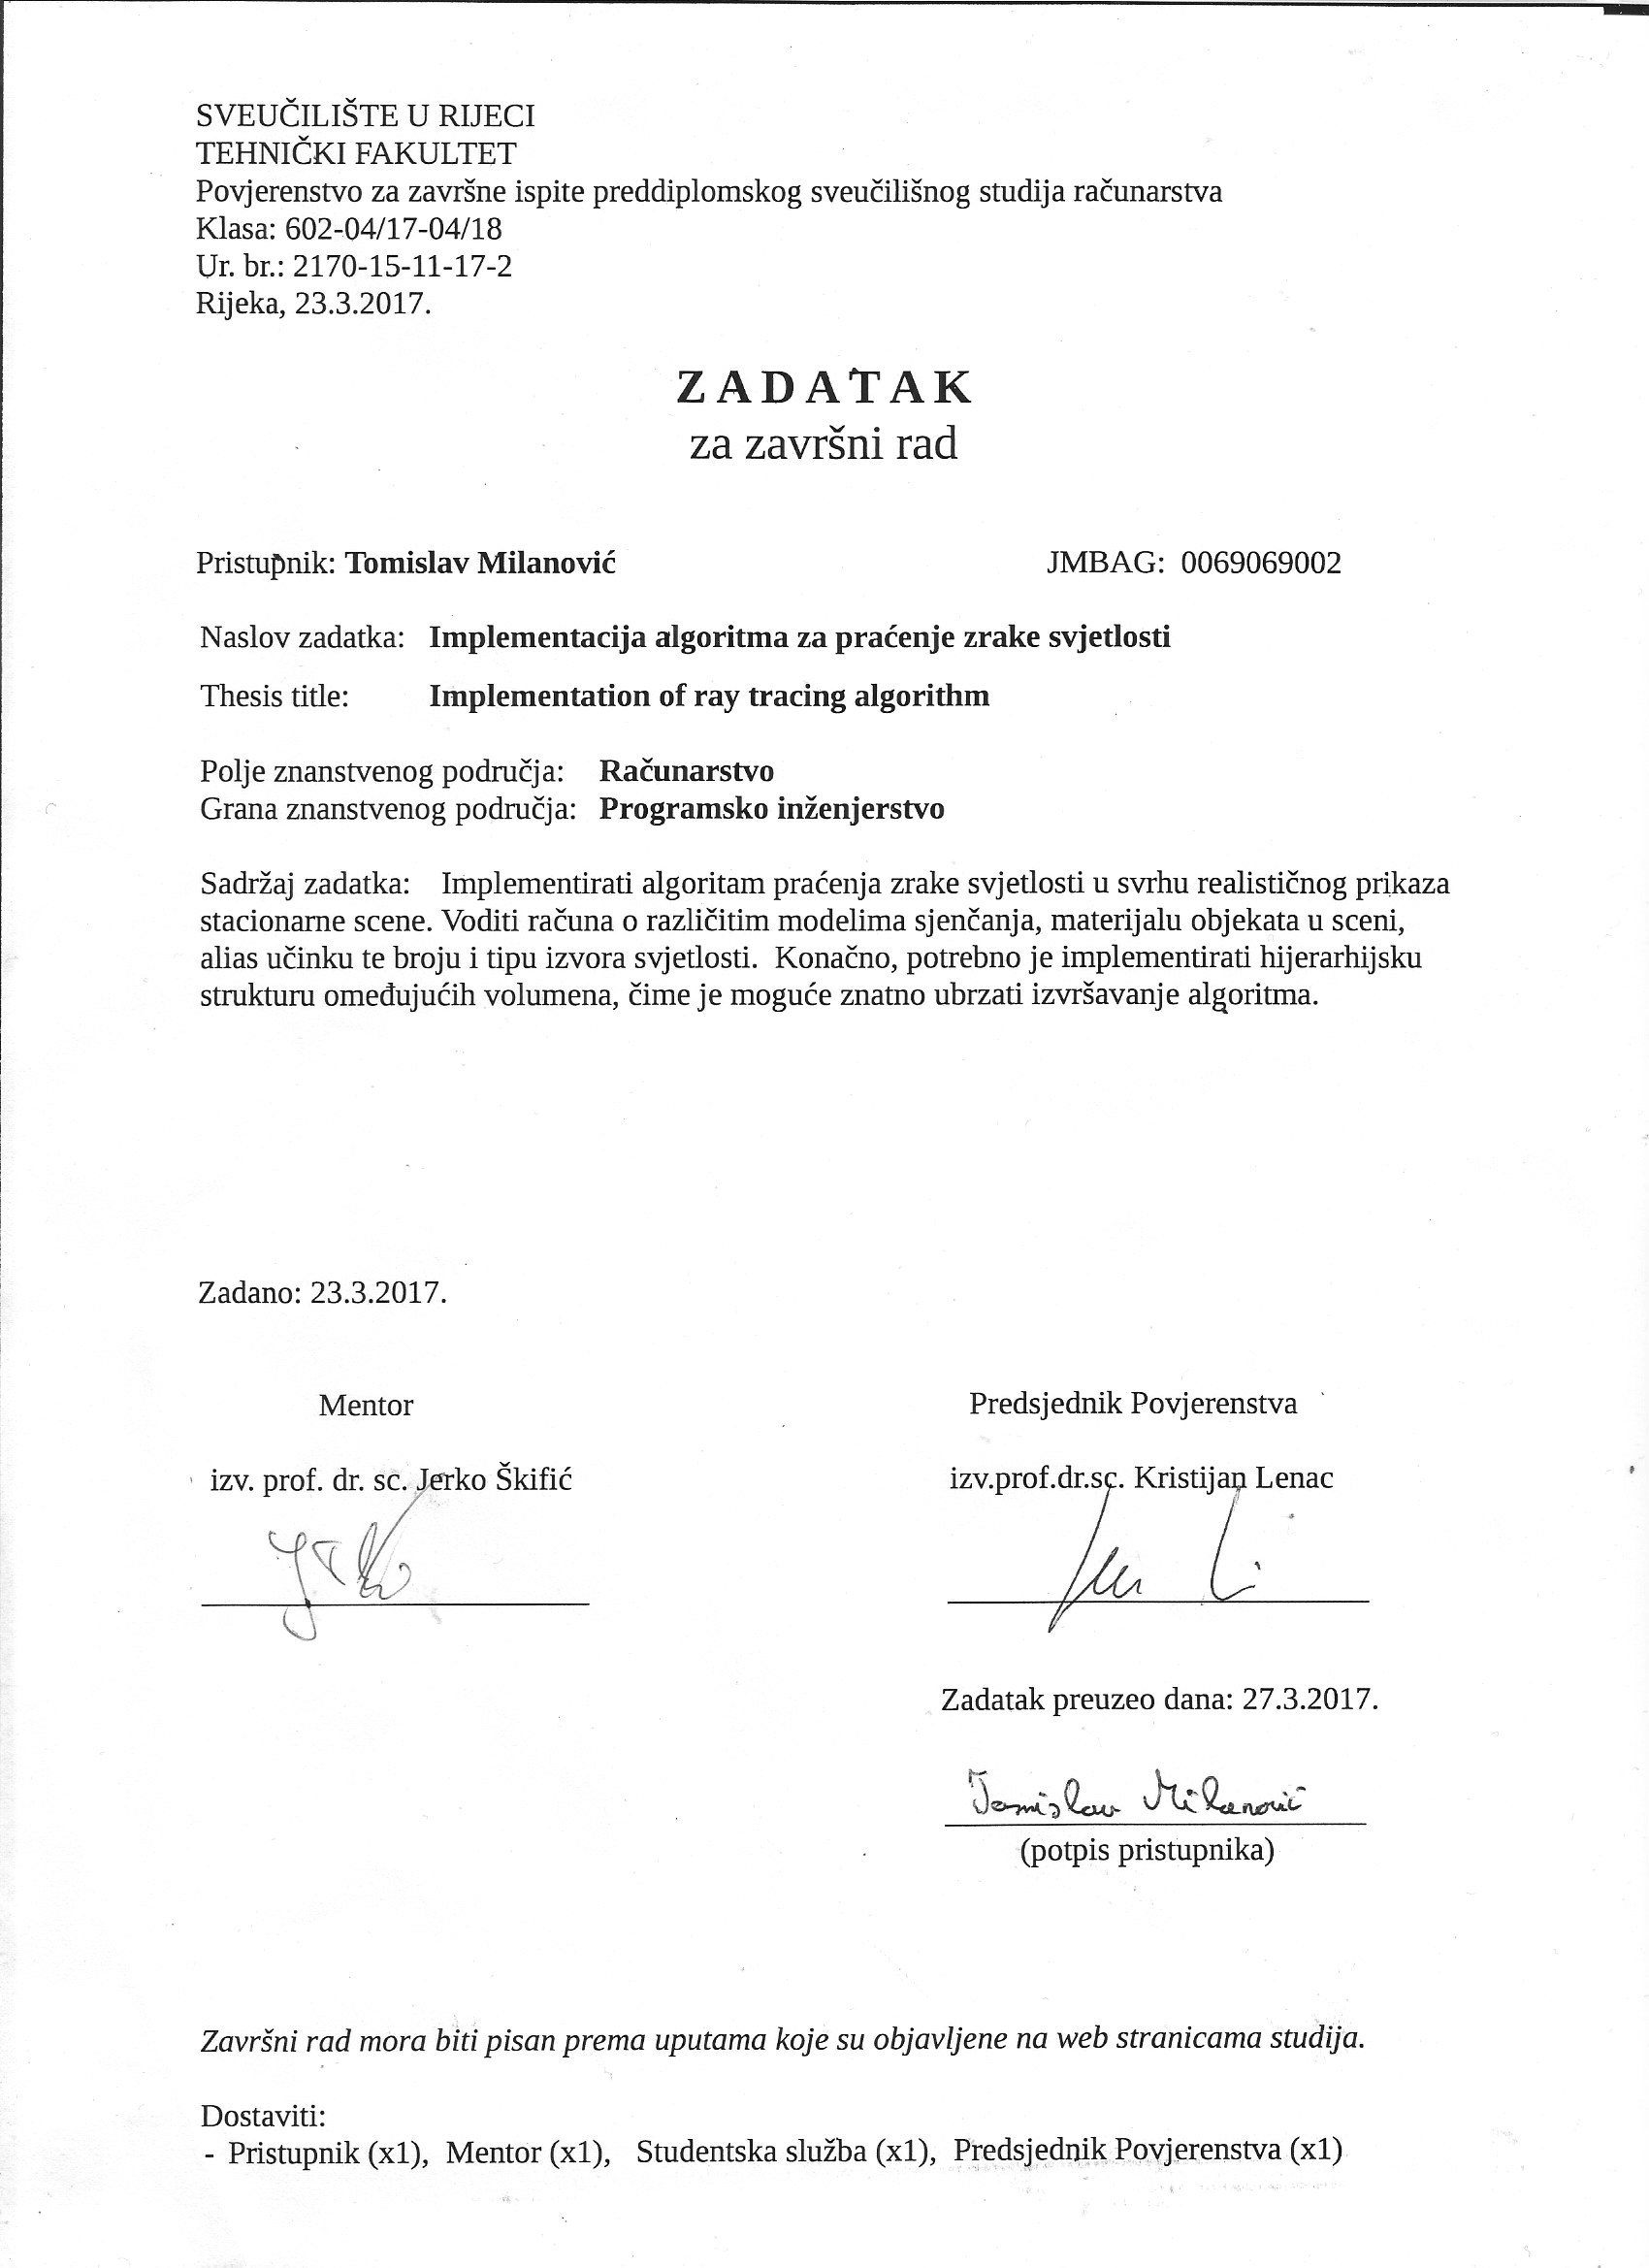 SVEUČILIŠTE U RIJECI
TEHNIČKI FAKULTET
Povjerenstvo za završne ispite preddiplomskog sveučilišnog studija računarstva
Klasa: 602-04/17-04/18
Ur. br.: 2170-15-11-17-2
Rijeka, 23.3.2017.
Z A D A T A K
za završni rad
Pristupnik: Tomislav Milanović JMBAG: 0069069002
Naslov zadatka: Implementacija algoritma za praćenje zrake svjetlosti
Thesis title: Implementation of ray tracing algorithm
Polje znanstvenog područja: Računarstvo
Grana znanstvenog područja: Programsko inženjerstvo
Sadržaj zadatka: Implementirati algoritam praćenja zrake svjetlosti u svrhu realističnog prikaza
stacionarne scene. Voditi računa o različitim modelima sjenčanja, materijalu objekata u sceni,
alias učinku te broju i tipu izvora svjetlosti. Konačno, potrebno je implementirati hijerarhijsku
strukturu omeđujućih volumena, čime je moguće znatno ubrzati izvršavanje algoritma.
Zadano: 23.3.2017.
Mentor Predsjednik Povjerenstva
izv. prof. dr. sc. Jerko Škifić izv.prof.dr.sc. Kristijan Lenac
Zadatak preuzeo dana: 27.3.2017.
Tomislav Milanović
(potpis pristupnika)
Završni rad mora biti pisan prema uputama koje su objavljene na web stranicama studija.
Dostaviti:
- Pristupnik (x1), Mentor (x1), Studentska služba (x1), Predsjednik Povjerenstva (x1)